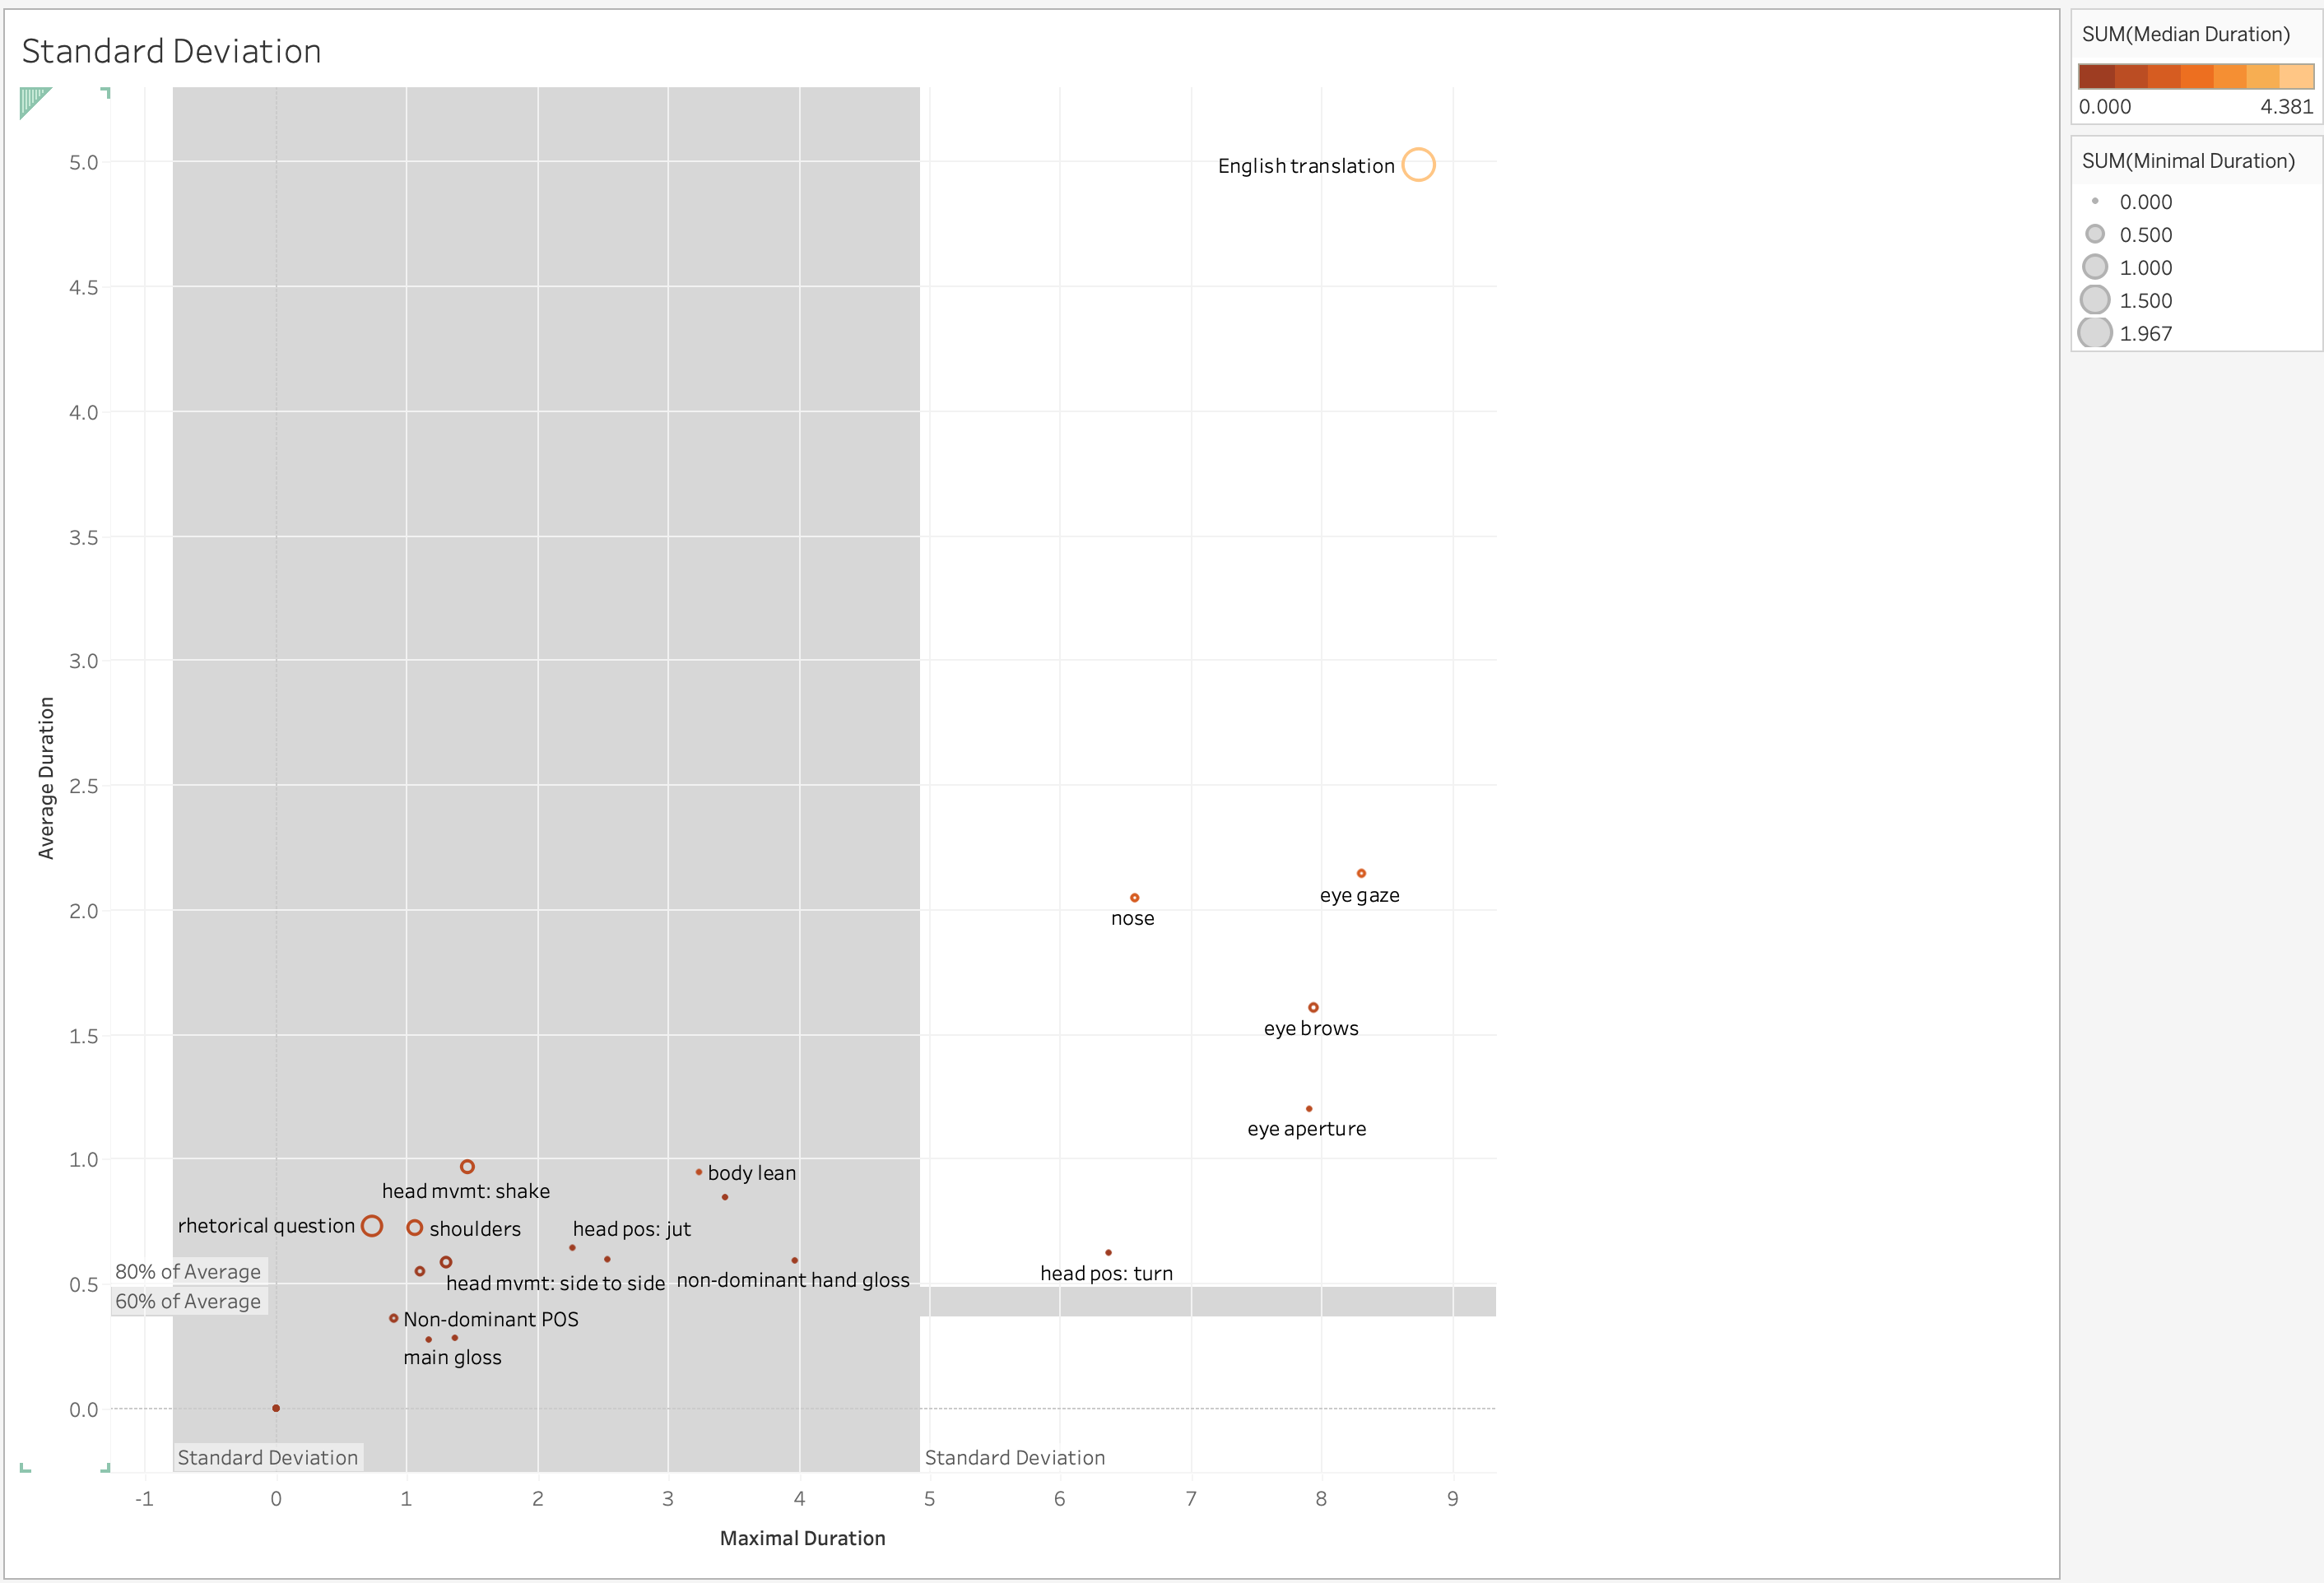 Standard Deviation
SUM(Median Duration)
0.000 4.381
SUM(Minimal Duration)
0.000
0.500
1.000
1.500
1.967
Average Duration
5.0
4.5
4.0
3.5
3.0
2.5
2.0
1.5
1.0
0.5
0.0
English translation
eye gaze
nose
eye brows
eye aperture
body lean
head mvmt: shake
rhetorical question
shoulders
head pos: jut
80% of Average
head mvmt: side to side
non-dominant hand gloss
head pos: turn
60% of Average
Non-dominant POS
main gloss
Standard Deviation
Standard Deviation
-1 0 1 2 3 4 5 6 7 8 9
Maximal Duration